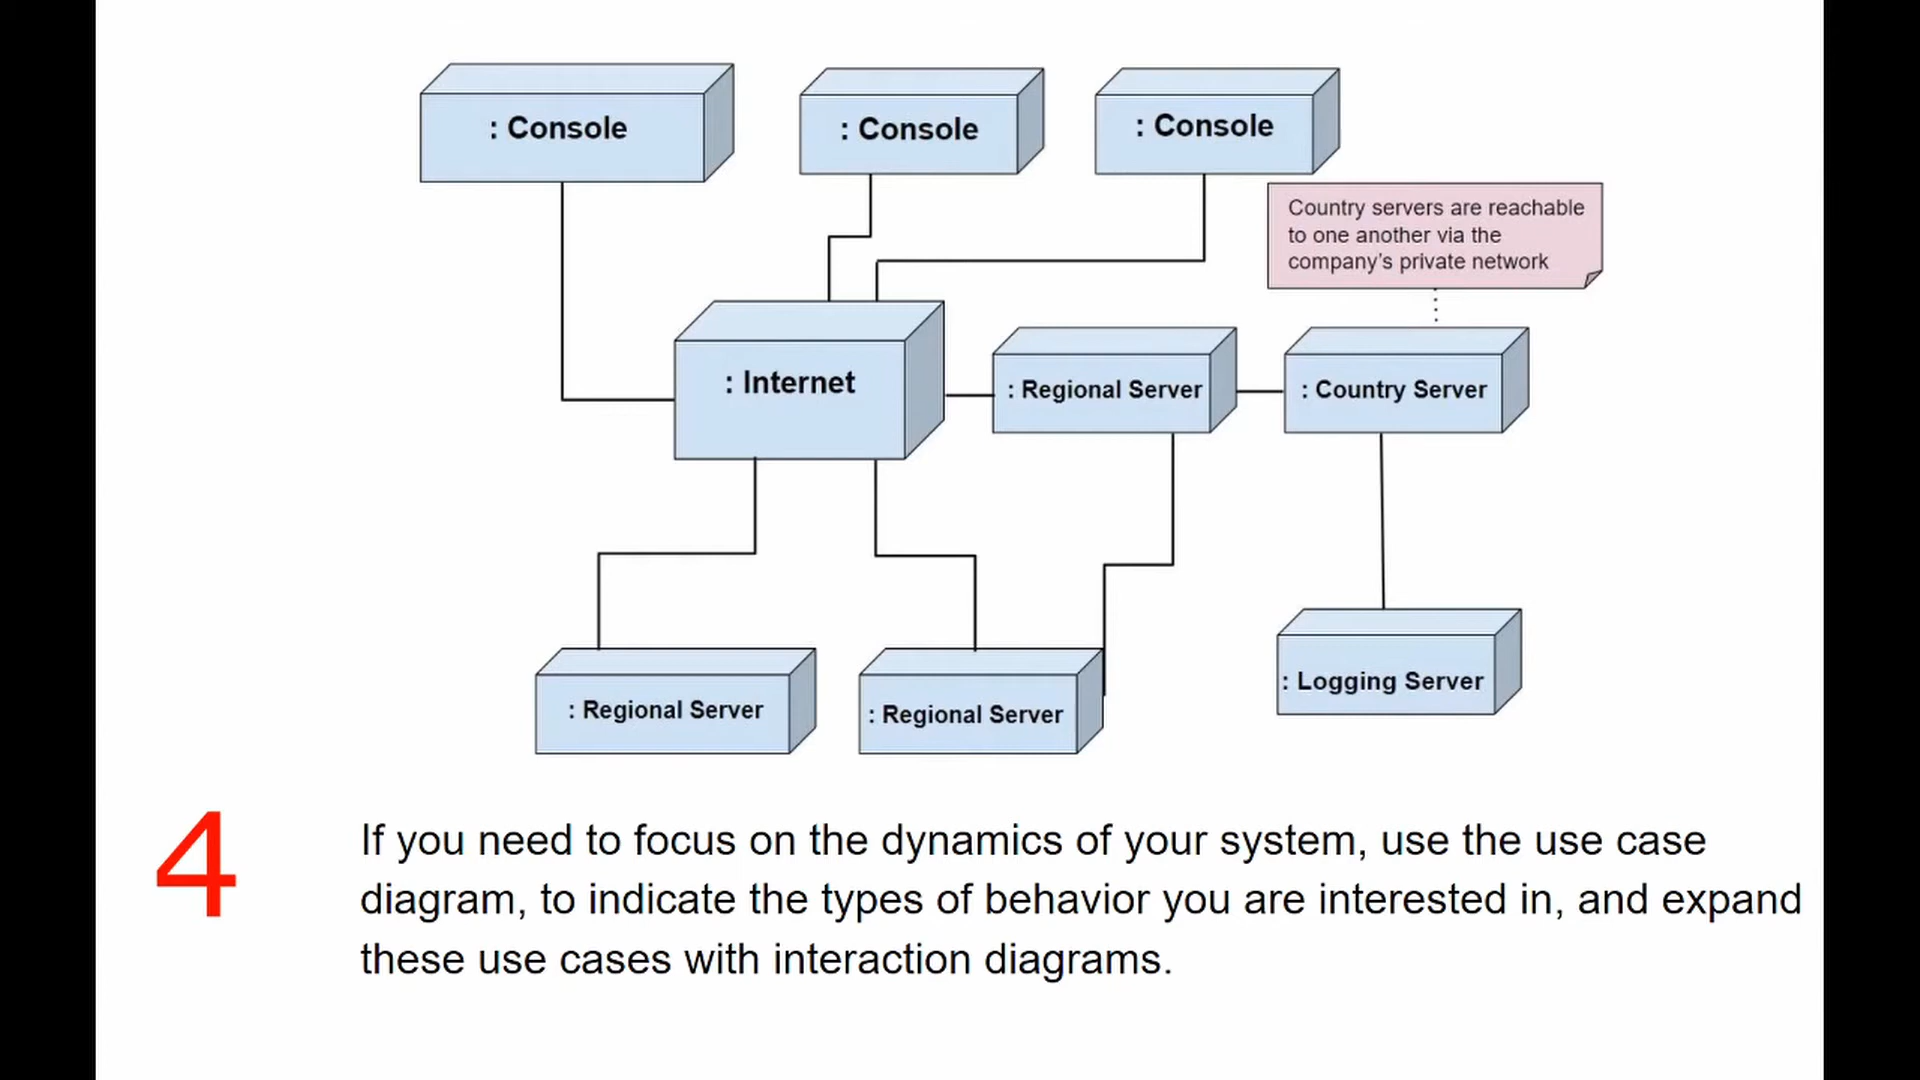 : Console
: Console
: Console
Country servers are reachable
to one another via the
company's private network
: Internet
: Regional Server
: Country Server
: Regional Server
: Regional Server
: Logging Server
4
If you need to focus on the dynamics of your system, use the use case
diagram, to indicate the types of behavior you are interested in, and expand
these use cases with interaction diagrams.